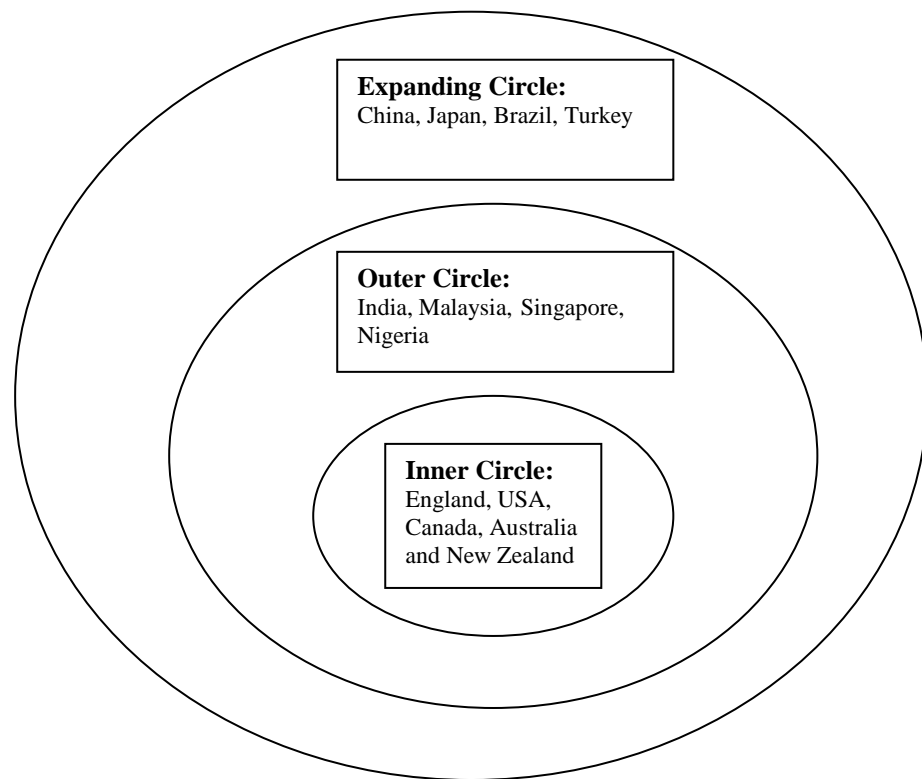 Expanding Circle:
China, Japan, Brazil, Turkey
Outer Circle:
India, Malaysia, Singapore,
Nigeria
Inner Circle:
England, USA,
Canada, Australia
and New Zealand